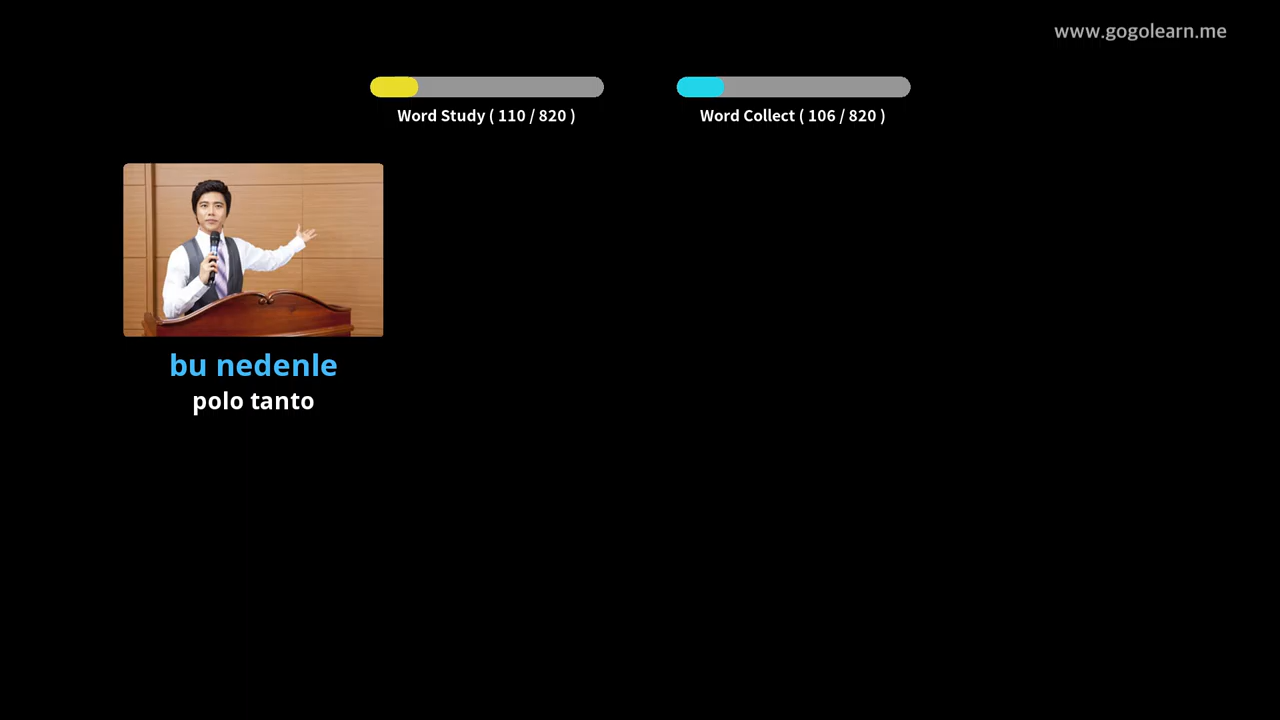 www.gogolearn.me
Word Study ( 110 / 820 )
Word Collect ( 106 / 820 )
bu nedenle
polo tanto